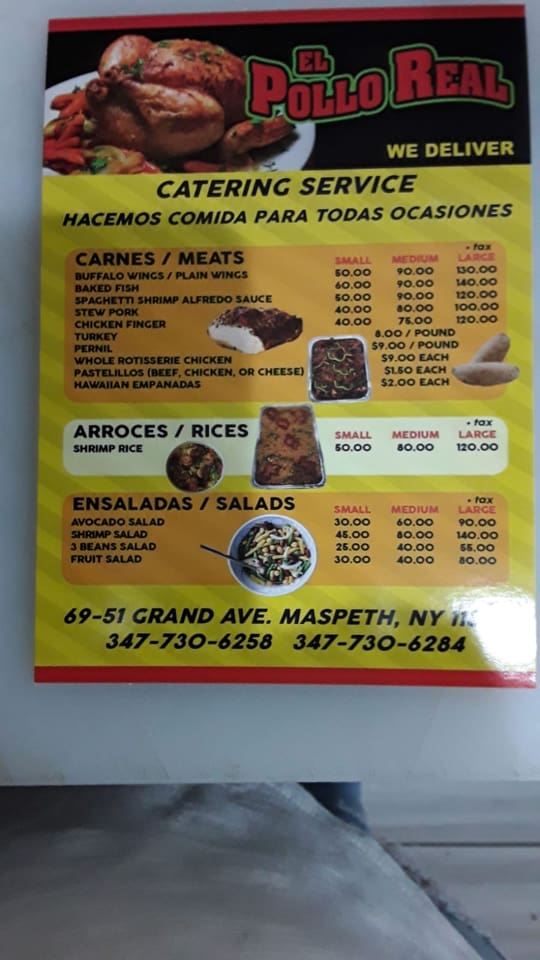 EL
POLLO REAL
WE DELIVER
CATERING SERVICE
HACEMOS COMIDA PARA TODAS OCASIONES
+ tax
CARNES / MEATS SMALL MEDIUM LARGE
BUFFALO WINGS / PLAIN WINGS 50.00 90.00 130.00
BAKED FISH 60.00 90.00 140.00
SPAGHETTI SHRIMP ALFREDO SAUCE 50.00 90.00 120.00
STEW PORK 40.00 80.00 100.00
CHICKEN FINGER 40.00 75.00 120.00
TURKEY 8.00 / POUND
PERNIL $9.00 / POUND
WHOLE ROTISSERIE CHICKEN $9.00 EACH
PASTELILLOS (BEEF, CHICKEN, OR CHEESE) $1.50 EACH
HAWAIIAN EMPANADAS $2.00 EACH
+ tax
ARROCES / RICES SMALL MEDIUM LARGE
SHRIMP RICE 50.00 80.00 120.00
+ tax
ENSALADAS / SALADS SMALL MEDIUM LARGE
AVOCADO SALAD 30.00 60.00 90.00
SHRIMP SALAD 45.00 80.00 140.00
3 BEANS SALAD 25.00 40.00 55.00
FRUIT SALAD 30.00 40.00 80.00
69-51 GRAND AVE. MASPETH, NY
347-730-6258 347-730-6284